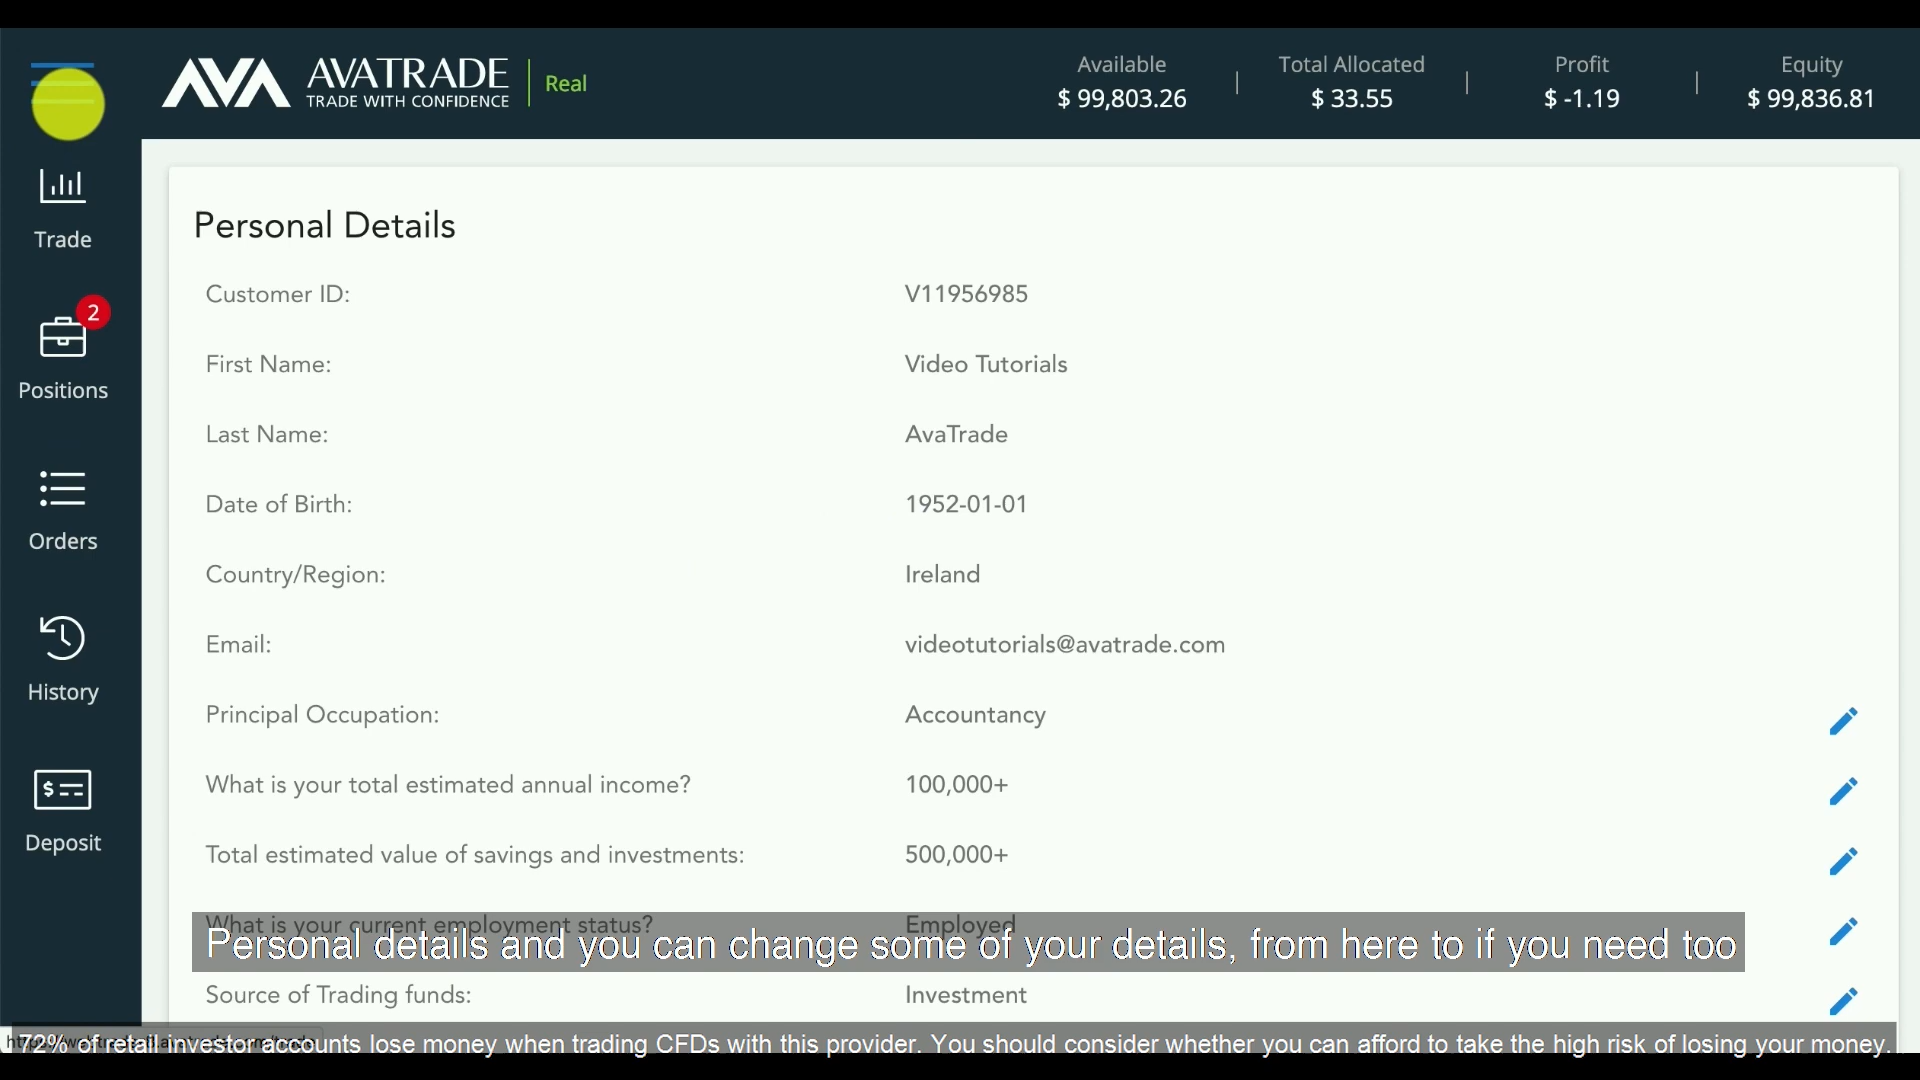 AVATRADE
TRADE WITH CONFIDENCE
Real
Available
$ 99,803.26
Total Allocated
$ 33.55
Profit
$ -1.19
Equity
$ 99,836.81
Trade
2
Positions
Orders
History
Deposit
Personal Details
Customer ID: V11956985
First Name: Video Tutorials
Last Name: AvaTrade
Date of Birth: 1952-01-01
Country/Region: Ireland
Email: videotutorials@avatrade.com
Principal Occupation: Accountancy
What is your total estimated annual income? 100,000+
Total estimated value of savings and investments: 500,000+
What is your current employment status? Employed
Personal details and you can change some of your details, from here to if you need too
Source of Trading funds: Investment
72% of retail investor accounts lose money when trading CFDs with this provider. You should consider whether you can afford to take the high risk of losing your money.